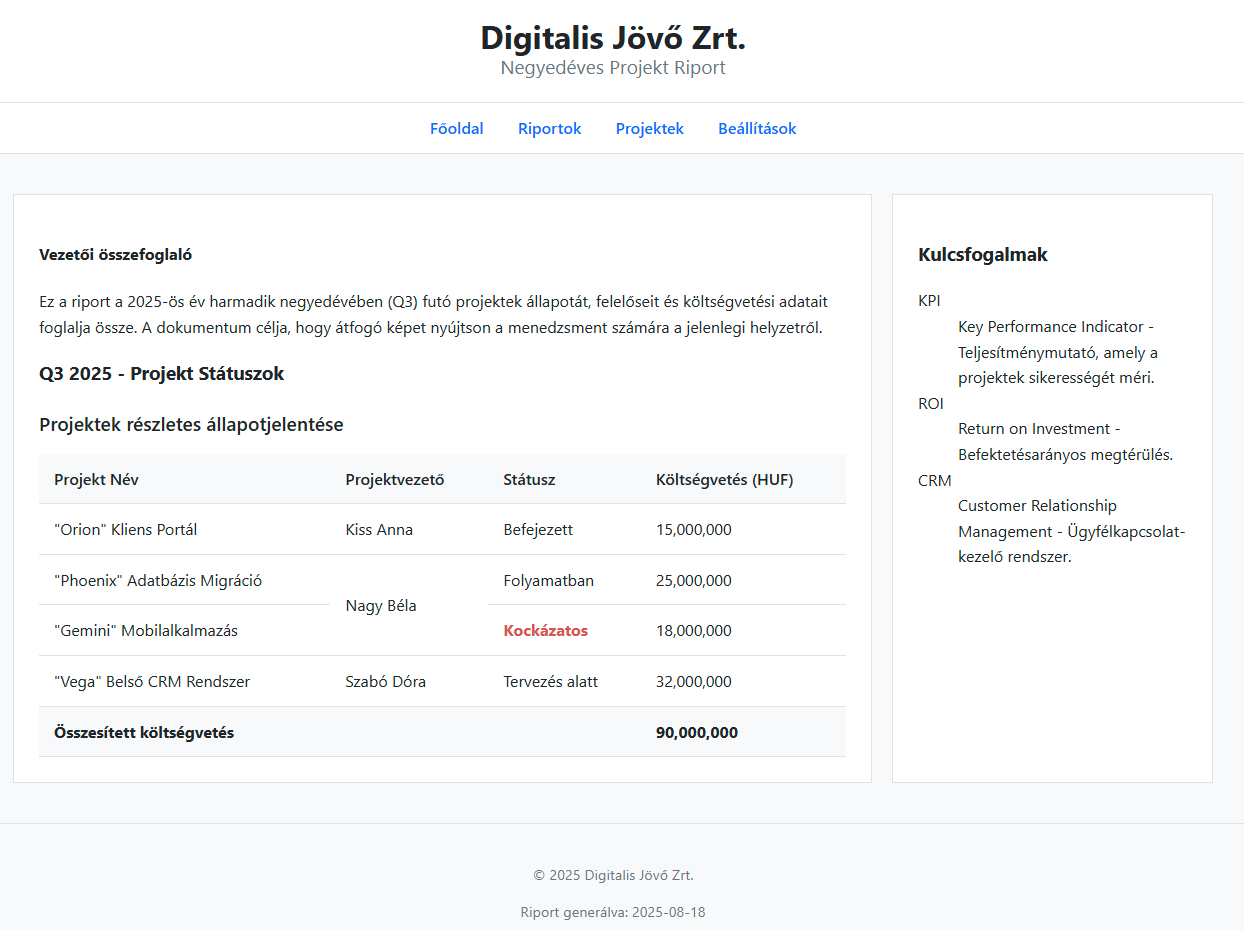 Digitalis Jövő Zrt.
Negyedéves Projekt Riport
Főoldal Riportok Projektek Beállítások
Vezetői összefoglaló
Ez a riport a 2025-ös év harmadik negyedévében (Q3) futó projektek állapotát, felelőseit és költségvetési adatait
foglalja össze. A dokumentum célja, hogy átfogó képet nyújtson a menedzsment számára a jelenlegi helyzetről.
Q3 2025 - Projekt Státuszok
Projektek részletes állapotjelentése
Projekt Név Projektvezető Státusz Költségvetés (HUF)
"Orion" Kliens Portál Kiss Anna Befejezett 15,000,000
"Phoenix" Adatbázis Migráció Folyamatban 25,000,000
Nagy Béla
"Gemini" Mobilalkalmazás Kockázatos 18,000,000
"Vega" Belső CRM Rendszer Szabó Dóra Tervezés alatt 32,000,000
Összesített költségvetés 90,000,000
Kulcsfogalmak
KPI
Key Performance Indicator -
Teljesítménymutató, amely a
projektek sikerességét méri.
ROI
Return on Investment -
Befektetésarányos megtérülés.
CRM
Customer Relationship
Management - Ügyfélkapcsolat-
kezelő rendszer.
© 2025 Digitalis Jövő Zrt.
Riport generálva: 2025-08-18